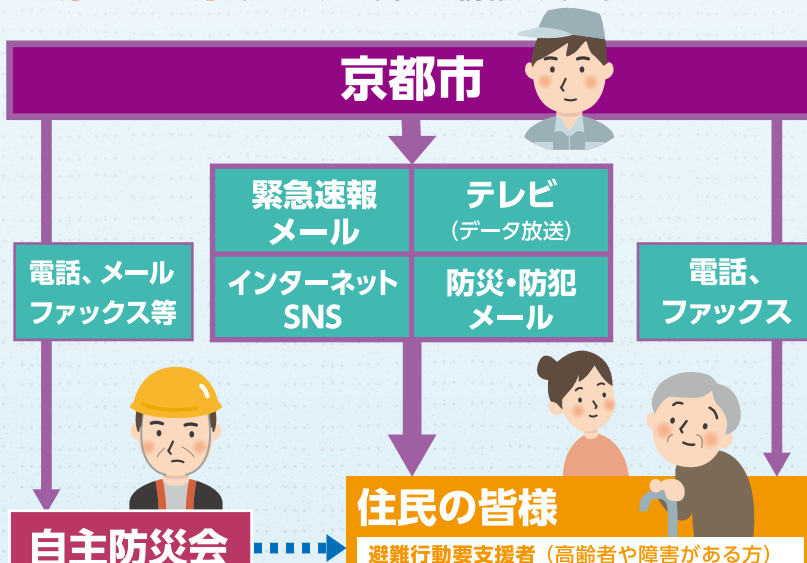 京都市
緊急速報
メール
テレビ
（データ放送）
電話、メール
ファックス等
インターネット
SNS
防災・防犯
メール
電話、
ファックス
住民の皆様
自主防災会
避難行動要支援者（高齢者や障害がある方）